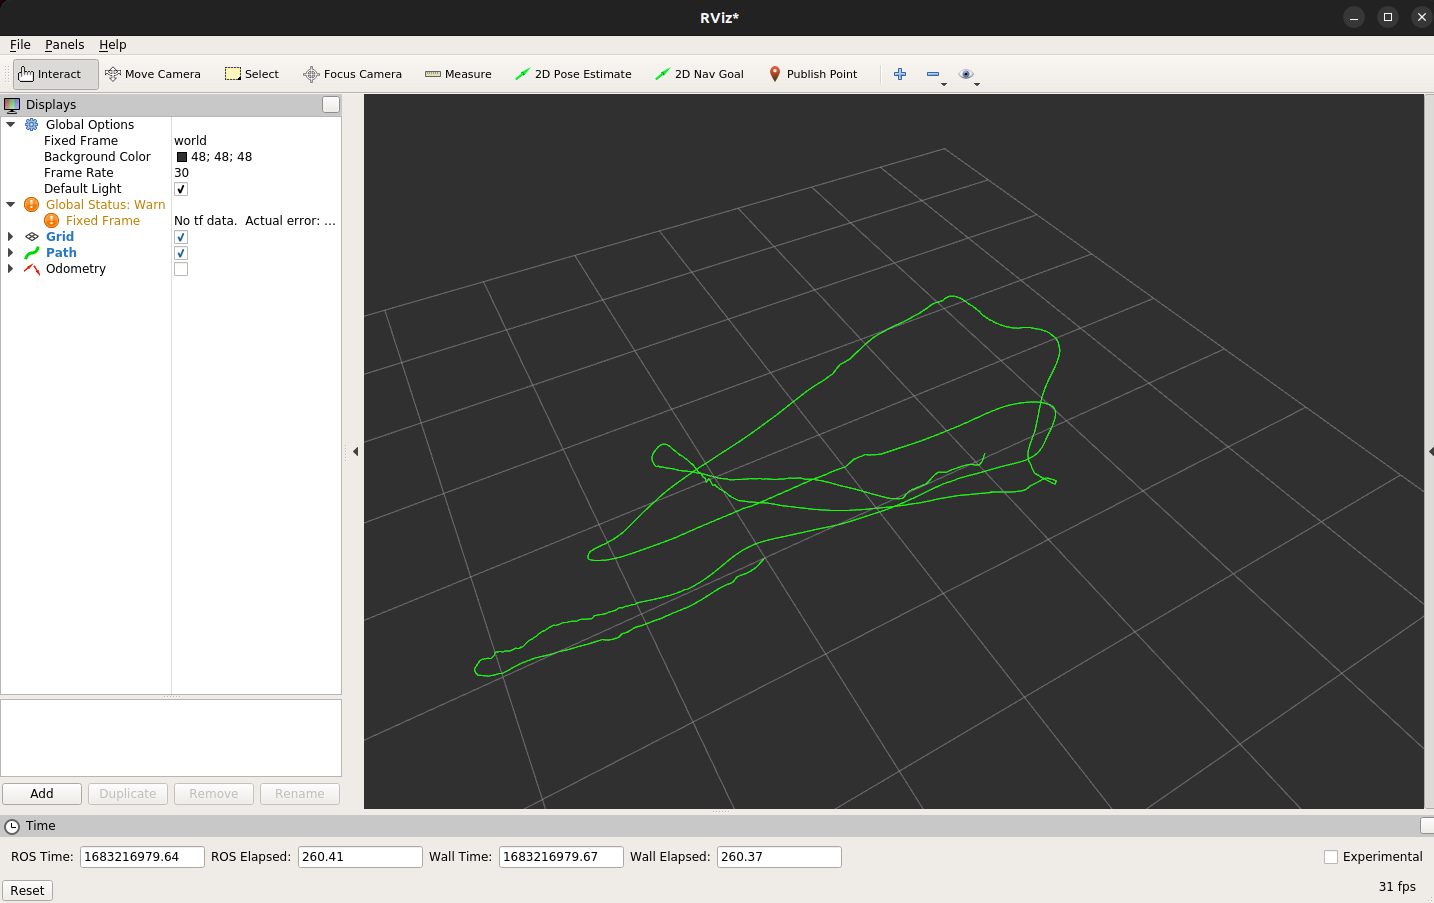 RViz*
File Panels Help
Interact Move Camera Select Focus Camera Measure 2D Pose Estimate 2D Nav Goal Publish Point
Displays
Global Options
Fixed Frame world
Background Color 48; 48; 48
Frame Rate 30
Default Light
Global Status: Warn
Fixed Frame No tf data.  Actual error: ...
Grid
Path
Odometry
Add Duplicate Remove Rename
Time
ROS Time: 1683216979.64 ROS Elapsed: 260.41 Wall Time: 1683216979.67 Wall Elapsed: 260.37 Experimental
Reset 31 fps